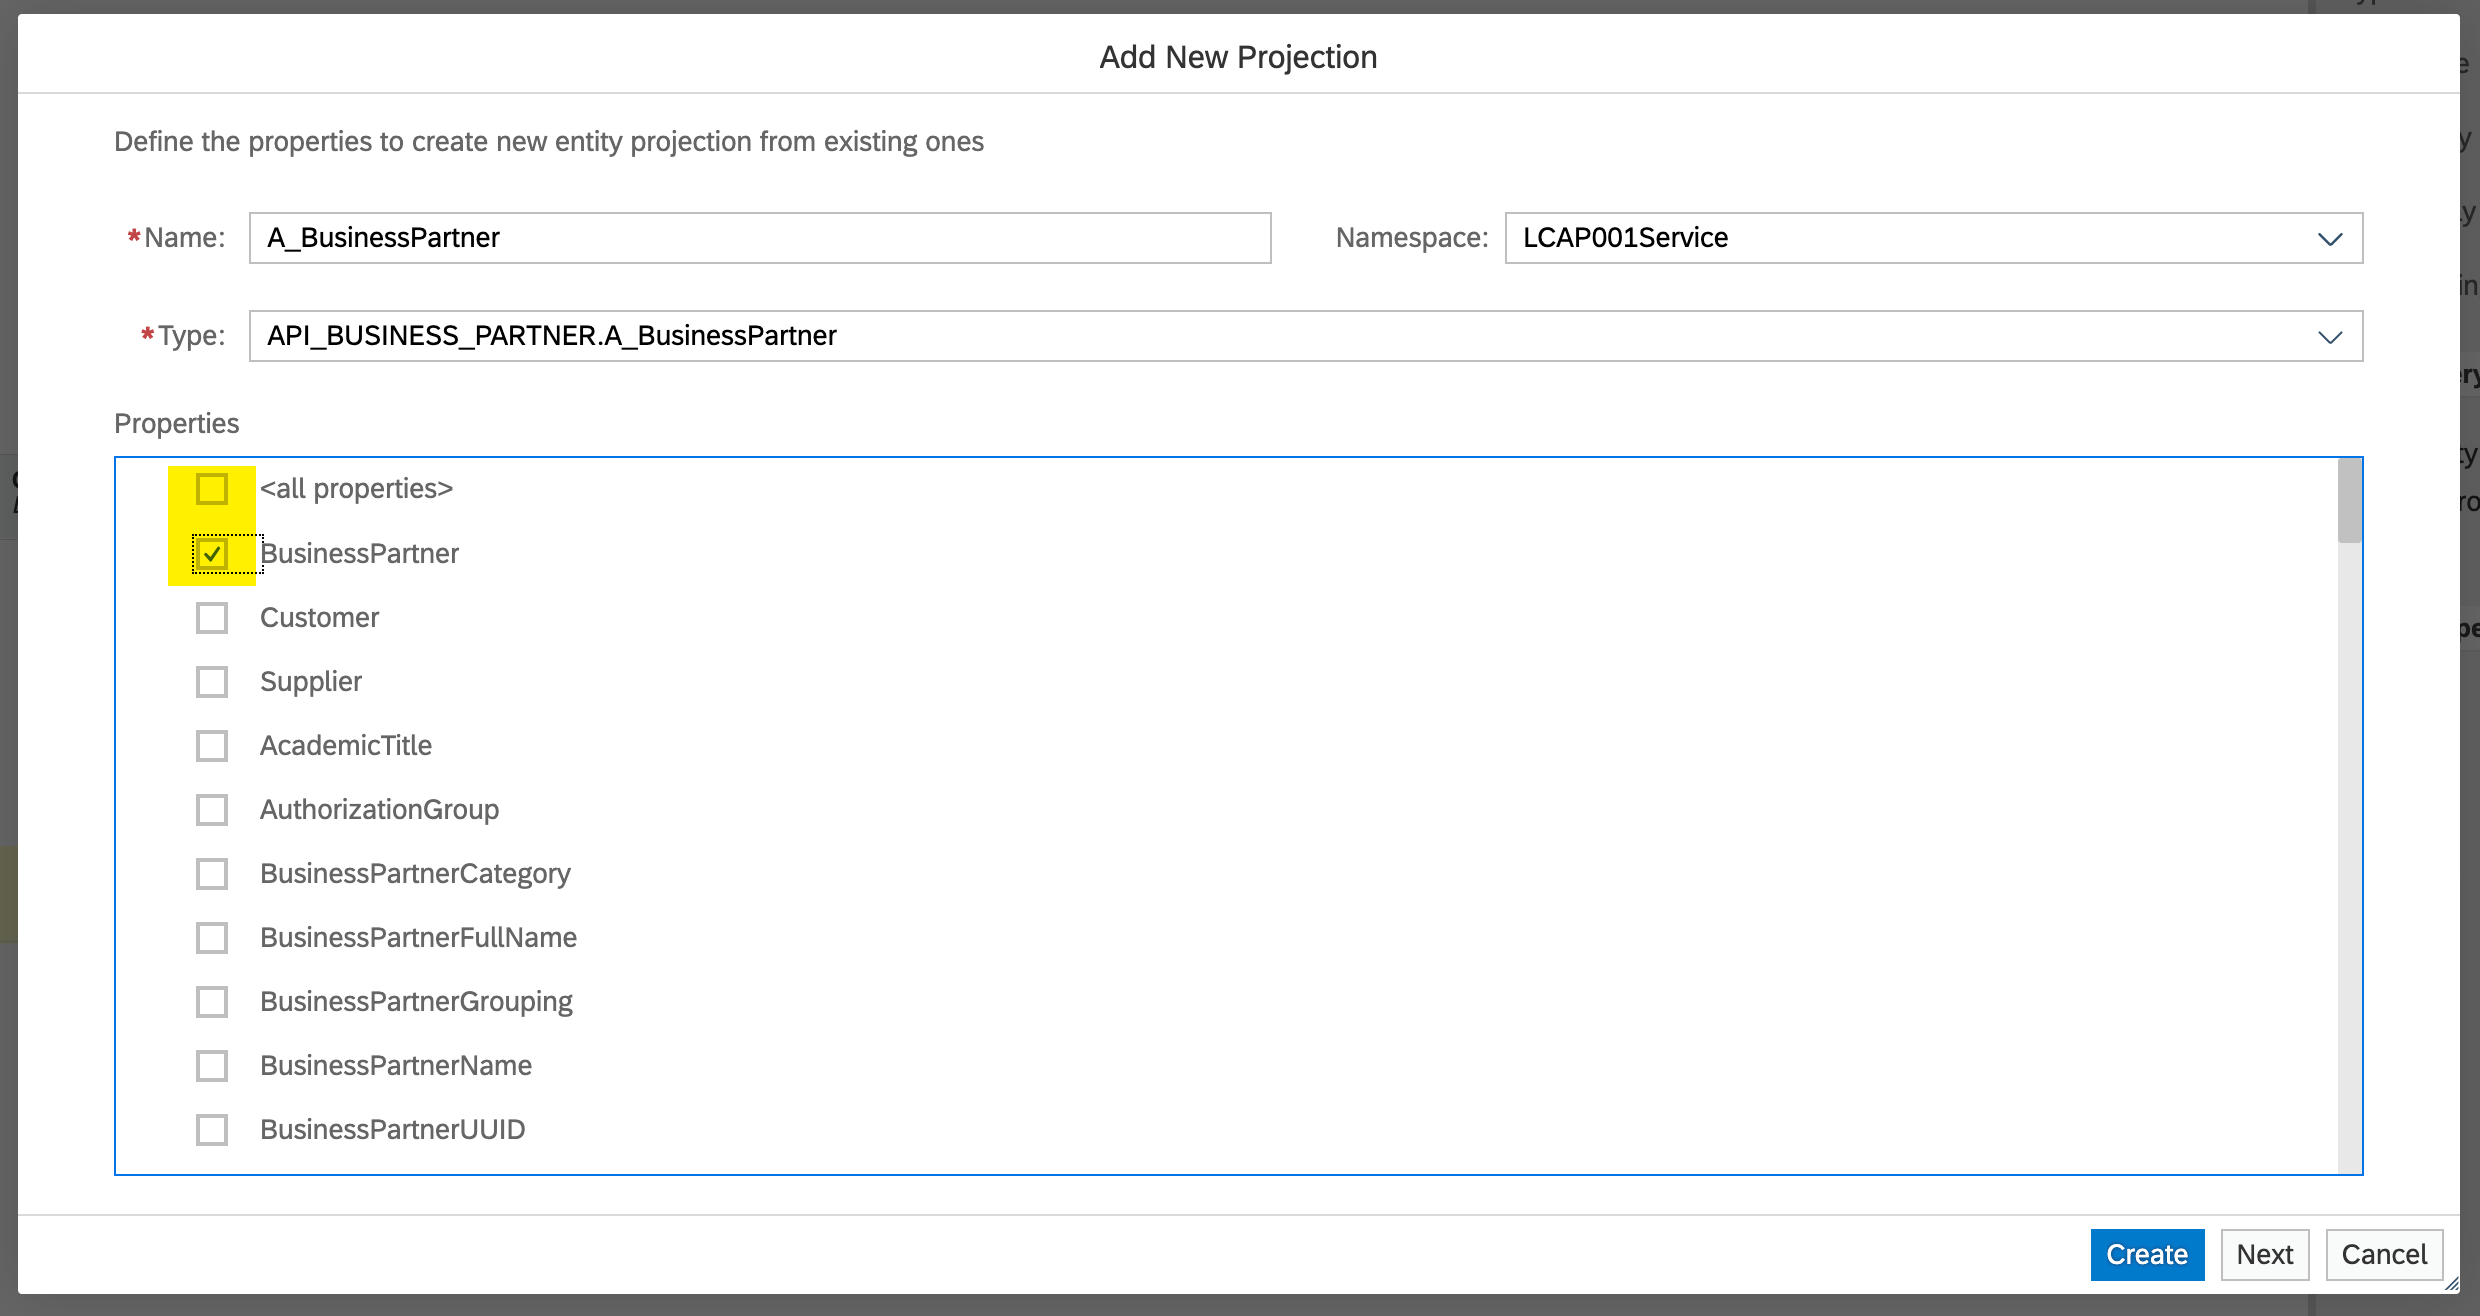 Add New Projection
Define the properties to create new entity projection from existing ones
*Name: A_BusinessPartner Namespace: LCAP001Service
*Type: API_BUSINESS_PARTNER.A_BusinessPartner
Properties
<all properties>
BusinessPartner
Customer
Supplier
AcademicTitle
AuthorizationGroup
BusinessPartnerCategory
BusinessPartnerFullName
BusinessPartnerGrouping
BusinessPartnerName
BusinessPartnerUUID
Create Next Cancel